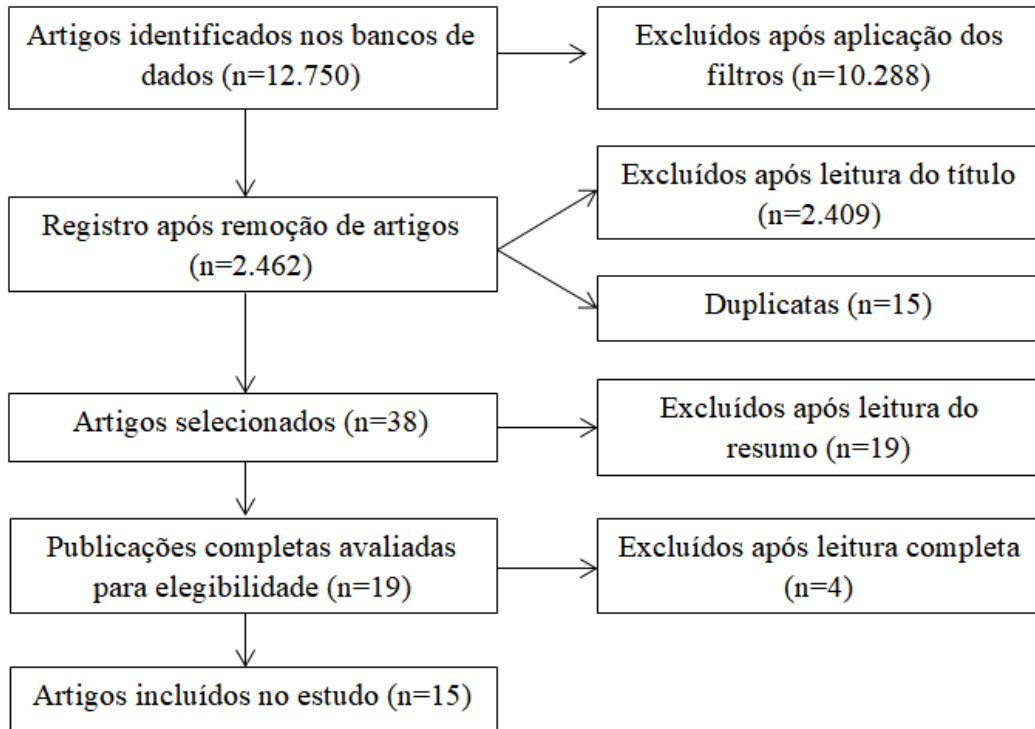 Artigos identificados nos bancos de
dados (n=12.750)
Excluídos após aplicação dos
filtros (n=10.288)
Registro após remoção de artigos
(n=2.462)
Excluídos após leitura do título
(n=2.409)
Duplicatas (n=15)
Artigos selecionados (n=38)
Excluídos após leitura do
resumo (n=19)
Publicações completas avaliadas
para elegibilidade (n=19)
Excluídos após leitura completa
(n=4)
Artigos incluídos no estudo (n=15)